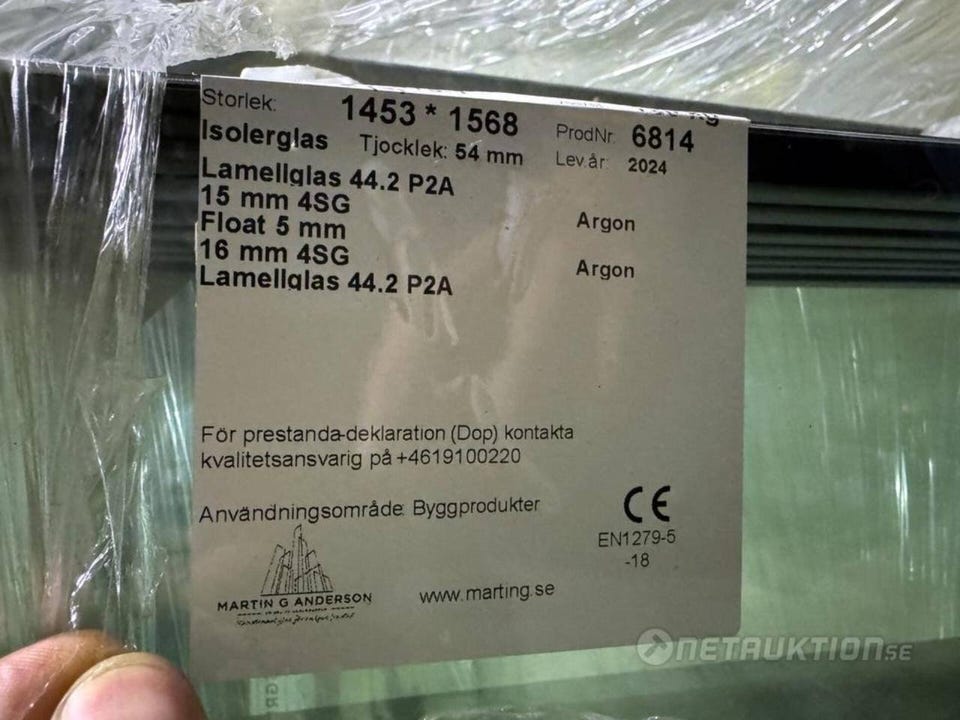 Storlek: 1453 * 1568 ProdNr: 6814
Isolerglas Tjocklek: 54 mm Lev.år: 2024
Lamellglas 44.2 P2A
15 mm 4SG Argon
Float 5 mm
16 mm 4SG Argon
Lamellglas 44.2 P2A
För prestanda-deklaration (Dop) kontakta
kvalitetsansvarig på +4619100220
Användningsområde: Byggprodukter
CE
EN1279-5
-18
MARTIN G ANDERSON
www.marting.se
NETAUKTION.SE